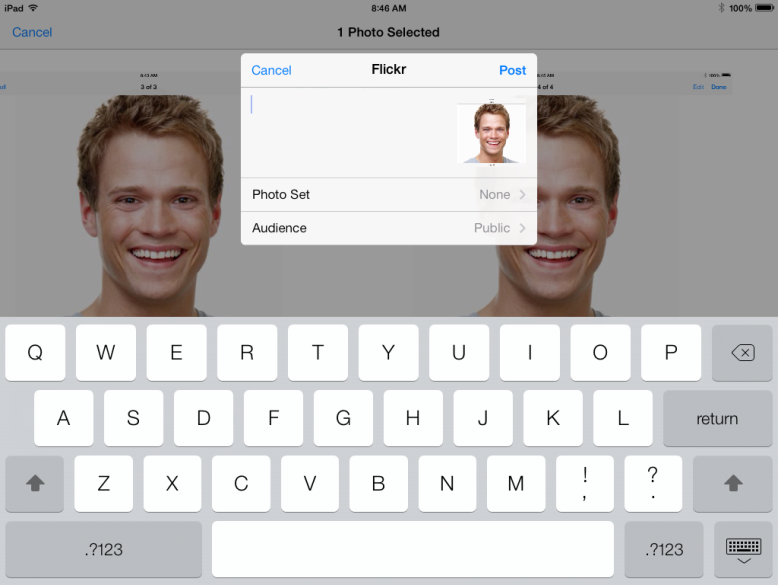 iPad 8:46 AM 100%
Cancel 1 Photo Selected
Cancel Flickr Post
3 of 3 4 of 4 Edit Done
Photo Set None
Audience Public
Q W E R T Y U I O P
A S D F G H J K L return
Z X C V B N M ! , ? .
.?123 .?123